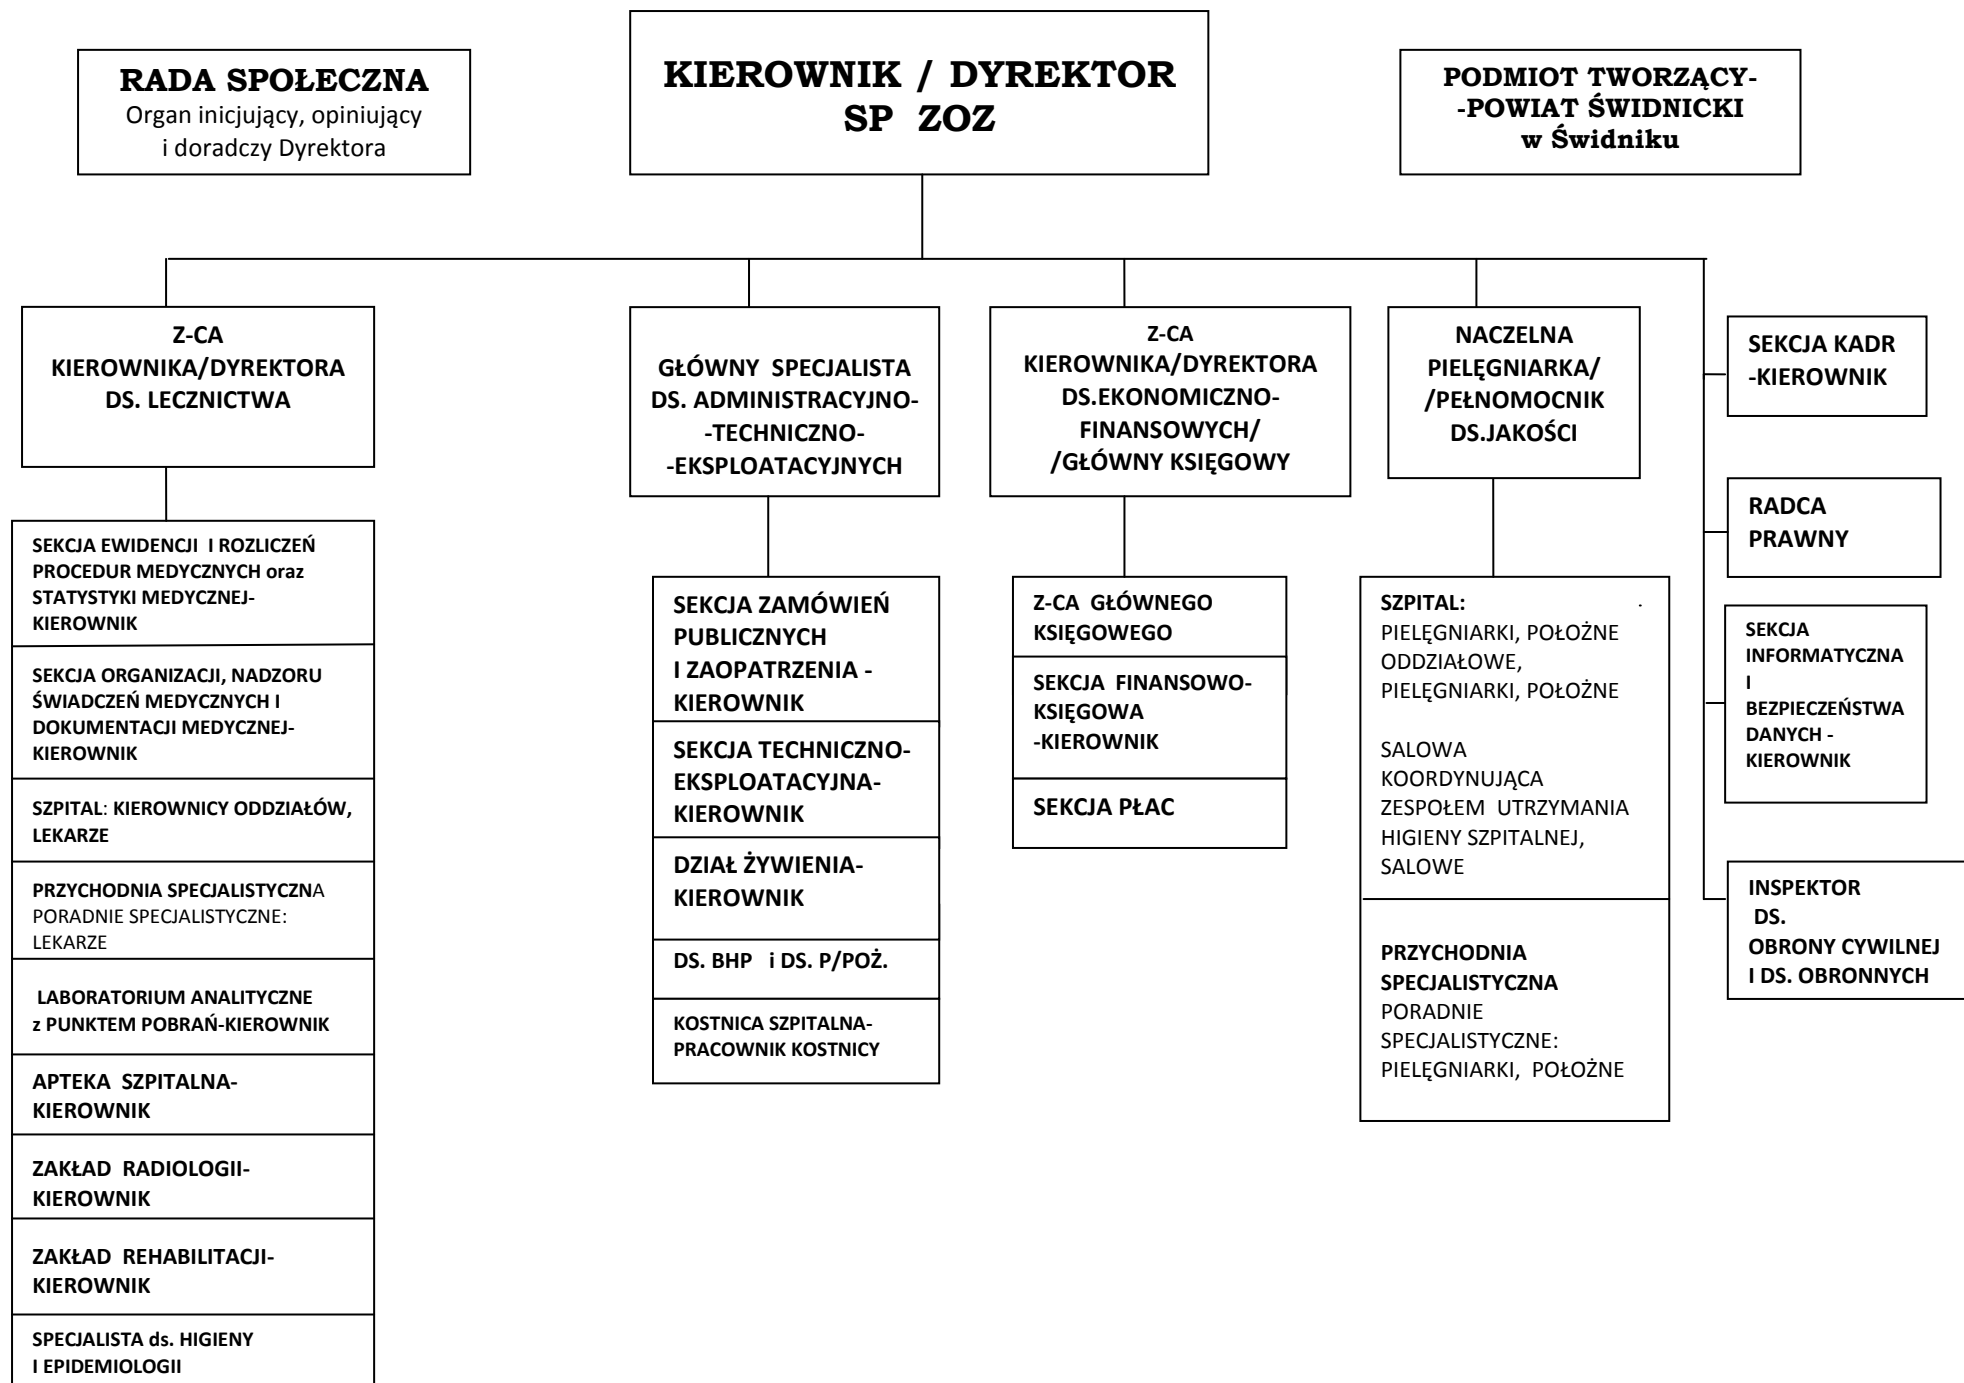 RADA SPOŁECZNA
Organ inicjujący, opiniujący
i doradczy Dyrektora
KIEROWNIK / DYREKTOR
SP ZOZ
PODMIOT TWORZĄCY-
-POWIAT ŚWIDNICKI
w Świdniku
Z-CA
KIEROWNIKA/DYREKTORA
DS. LECZNICTWA
GŁÓWNY SPECJALISTA
DS. ADMINISTRACYJNO-
-TECHNICZNO-
-EKSPLOATACYJNYCH
Z-CA
KIEROWNIKA/DYREKTORA
DS.EKONOMICZNO-
FINANSOWYCH/
/GŁÓWNY KSIĘGOWY
NACZELNA
PIELĘGNIARKA/
/PEŁNOMOCNIK
DS.JAKOŚCI
SEKCJA KADR
-KIEROWNIK
RADCA
PRAWNY
SEKCJA
INFORMATYCZNA
I
BEZPIECZEŃSTWA
DANYCH -
KIEROWNIK
INSPEKTOR
DS.
OBRONY CYWILNEJ
I DS. OBRONNYCH
SEKCJA EWIDENCJI I ROZLICZEŃ
PROCEDUR MEDYCZNYCH oraz
STATYSTYKI MEDYCZNEJ-
KIEROWNIK
SEKCJA ORGANIZACJI, NADZORU
ŚWIADCZEŃ MEDYCZNYCH I
DOKUMENTACJI MEDYCZNEJ-
KIEROWNIK
SZPITAL: KIEROWNICY ODDZIAŁÓW,
LEKARZE
PRZYCHODNIA SPECJALISTYCZNA
PORADNIE SPECJALISTYCZNE:
LEKARZE
LABORATORIUM ANALITYCZNE
z PUNKTEM POBRAŃ-KIEROWNIK
APTEKA SZPITALNA-
KIEROWNIK
ZAKŁAD RADIOLOGII-
KIEROWNIK
ZAKŁAD REHABILITACJI-
KIEROWNIK
SPECJALISTA ds. HIGIENY
I EPIDEMIOLOGII
SEKCJA ZAMÓWIEŃ
PUBLICZNYCH
I ZAOPATRZENIA -
KIEROWNIK
SEKCJA TECHNICZNO-
EKSPLOATACYJNA-
KIEROWNIK
DZIAŁ ŻYWIENIA-
KIEROWNIK
DS. BHP i DS. P/POŻ.
KOSTNICA SZPITALNA-
PRACOWNIK KOSTNICY
Z-CA GŁÓWNEGO
KSIĘGOWEGO
SEKCJA FINANSOWO-
KSIĘGOWA
-KIEROWNIK
SEKCJA PŁAC
SZPITAL:
PIELĘGNIARKI, POŁOŻNE
ODDZIAŁOWE,
PIELĘGNIARKI, POŁOŻNE
SALOWA
KOORDYNUJĄCA
ZESPOŁEM UTRZYMANIA
HIGIENY SZPITALNEJ,
SALOWE
PRZYCHODNIA
SPECJALISTYCZNA
PORADNIE
SPECJALISTYCZNE:
PIELĘGNIARKI, POŁOŻNE